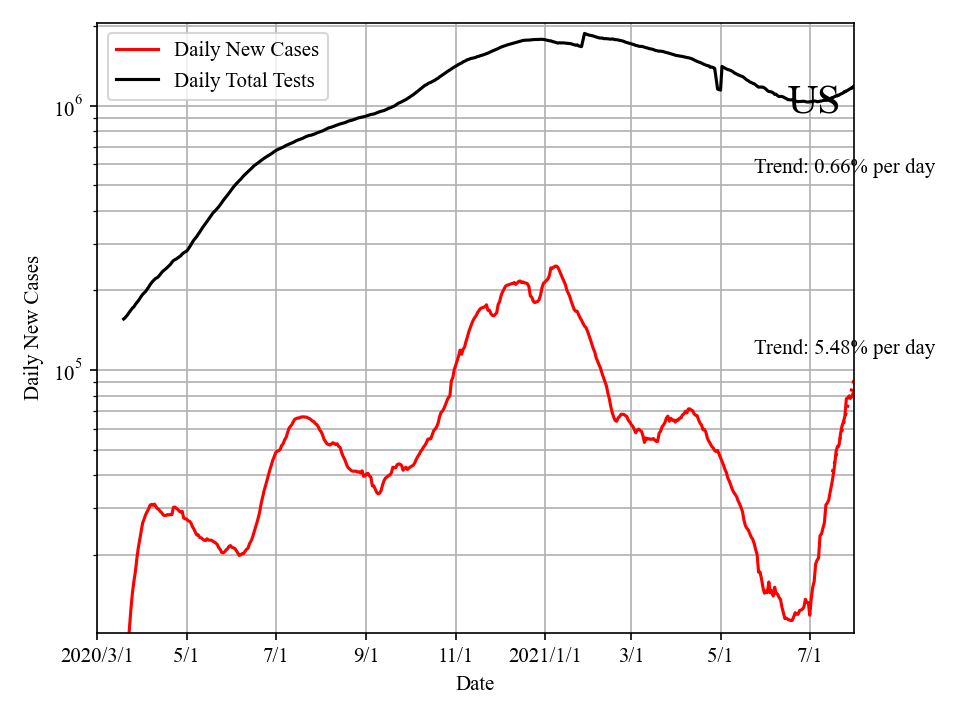 Daily New Cases
Daily Total Tests
US
10^6
Trend: 0.66% per day
Daily New Cases
Trend: 5.48% per day
10^5
2020/3/1 5/1 7/1 9/1 11/1 2021/1/1 3/1 5/1 7/1
Date